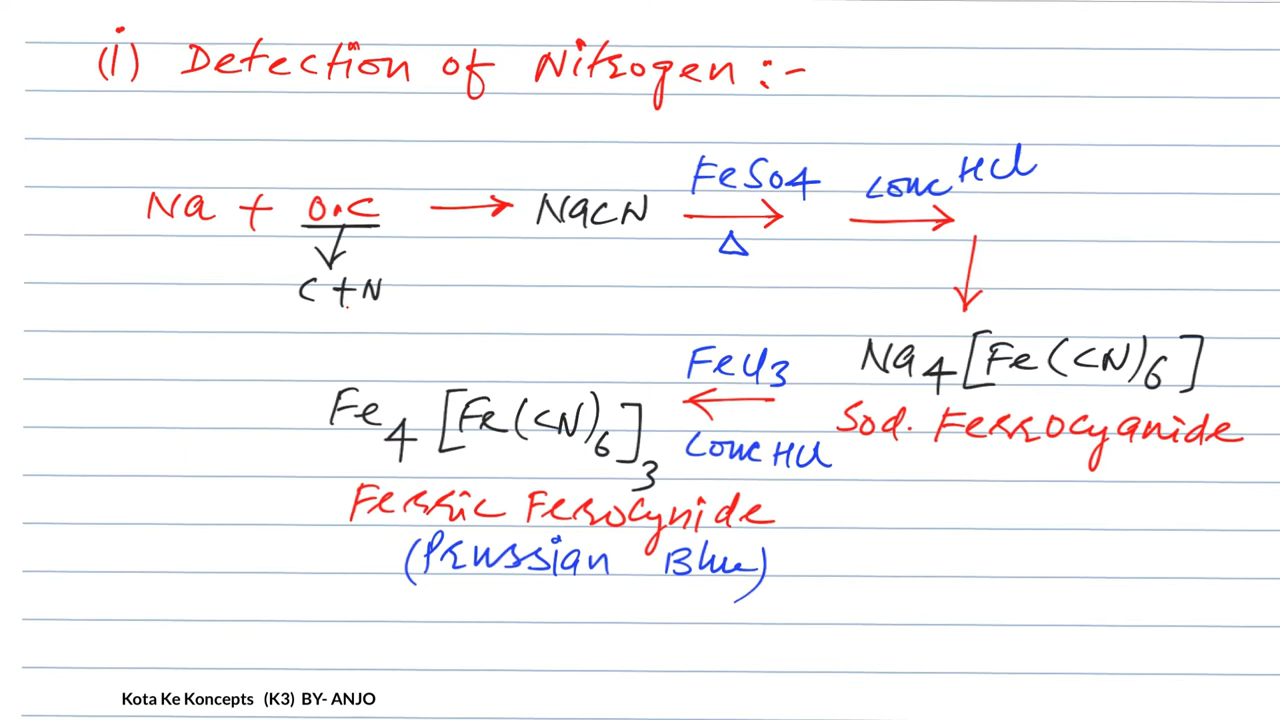 (i) Detection of Nitrogen :-
Na + O.C → NaCN FeSO4 → Δ Conc HCl →
C + N
Na4[Fe(CN)6]
Sod. Ferrocyanide
FeCl3 ← Conc HCl
Fe4[Fe(CN)6]3
Ferric Ferocynide
(Prussian Blue)
Kota Ke Koncepts (K3) BY- ANJO